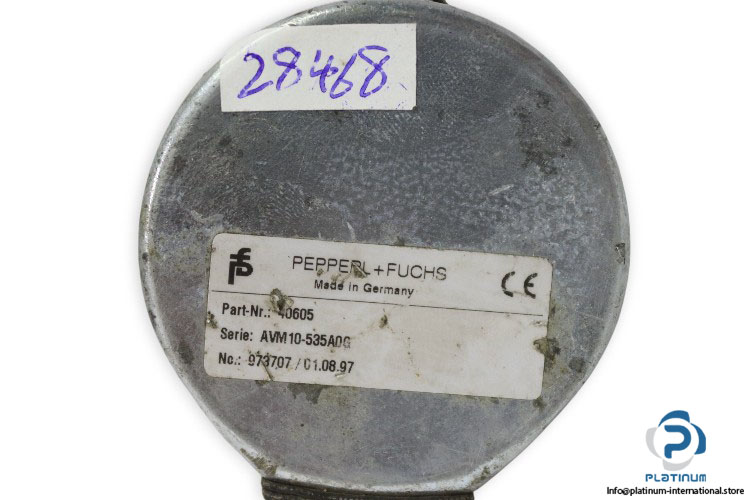 28468
PEPPERL+FUCHS
Made in Germany
CE
Part-Nr.: 40605
Serie: AVM10-535A0G
No.: 973707 / 01.08.97
PLATINUM
Info@platinum-international.store